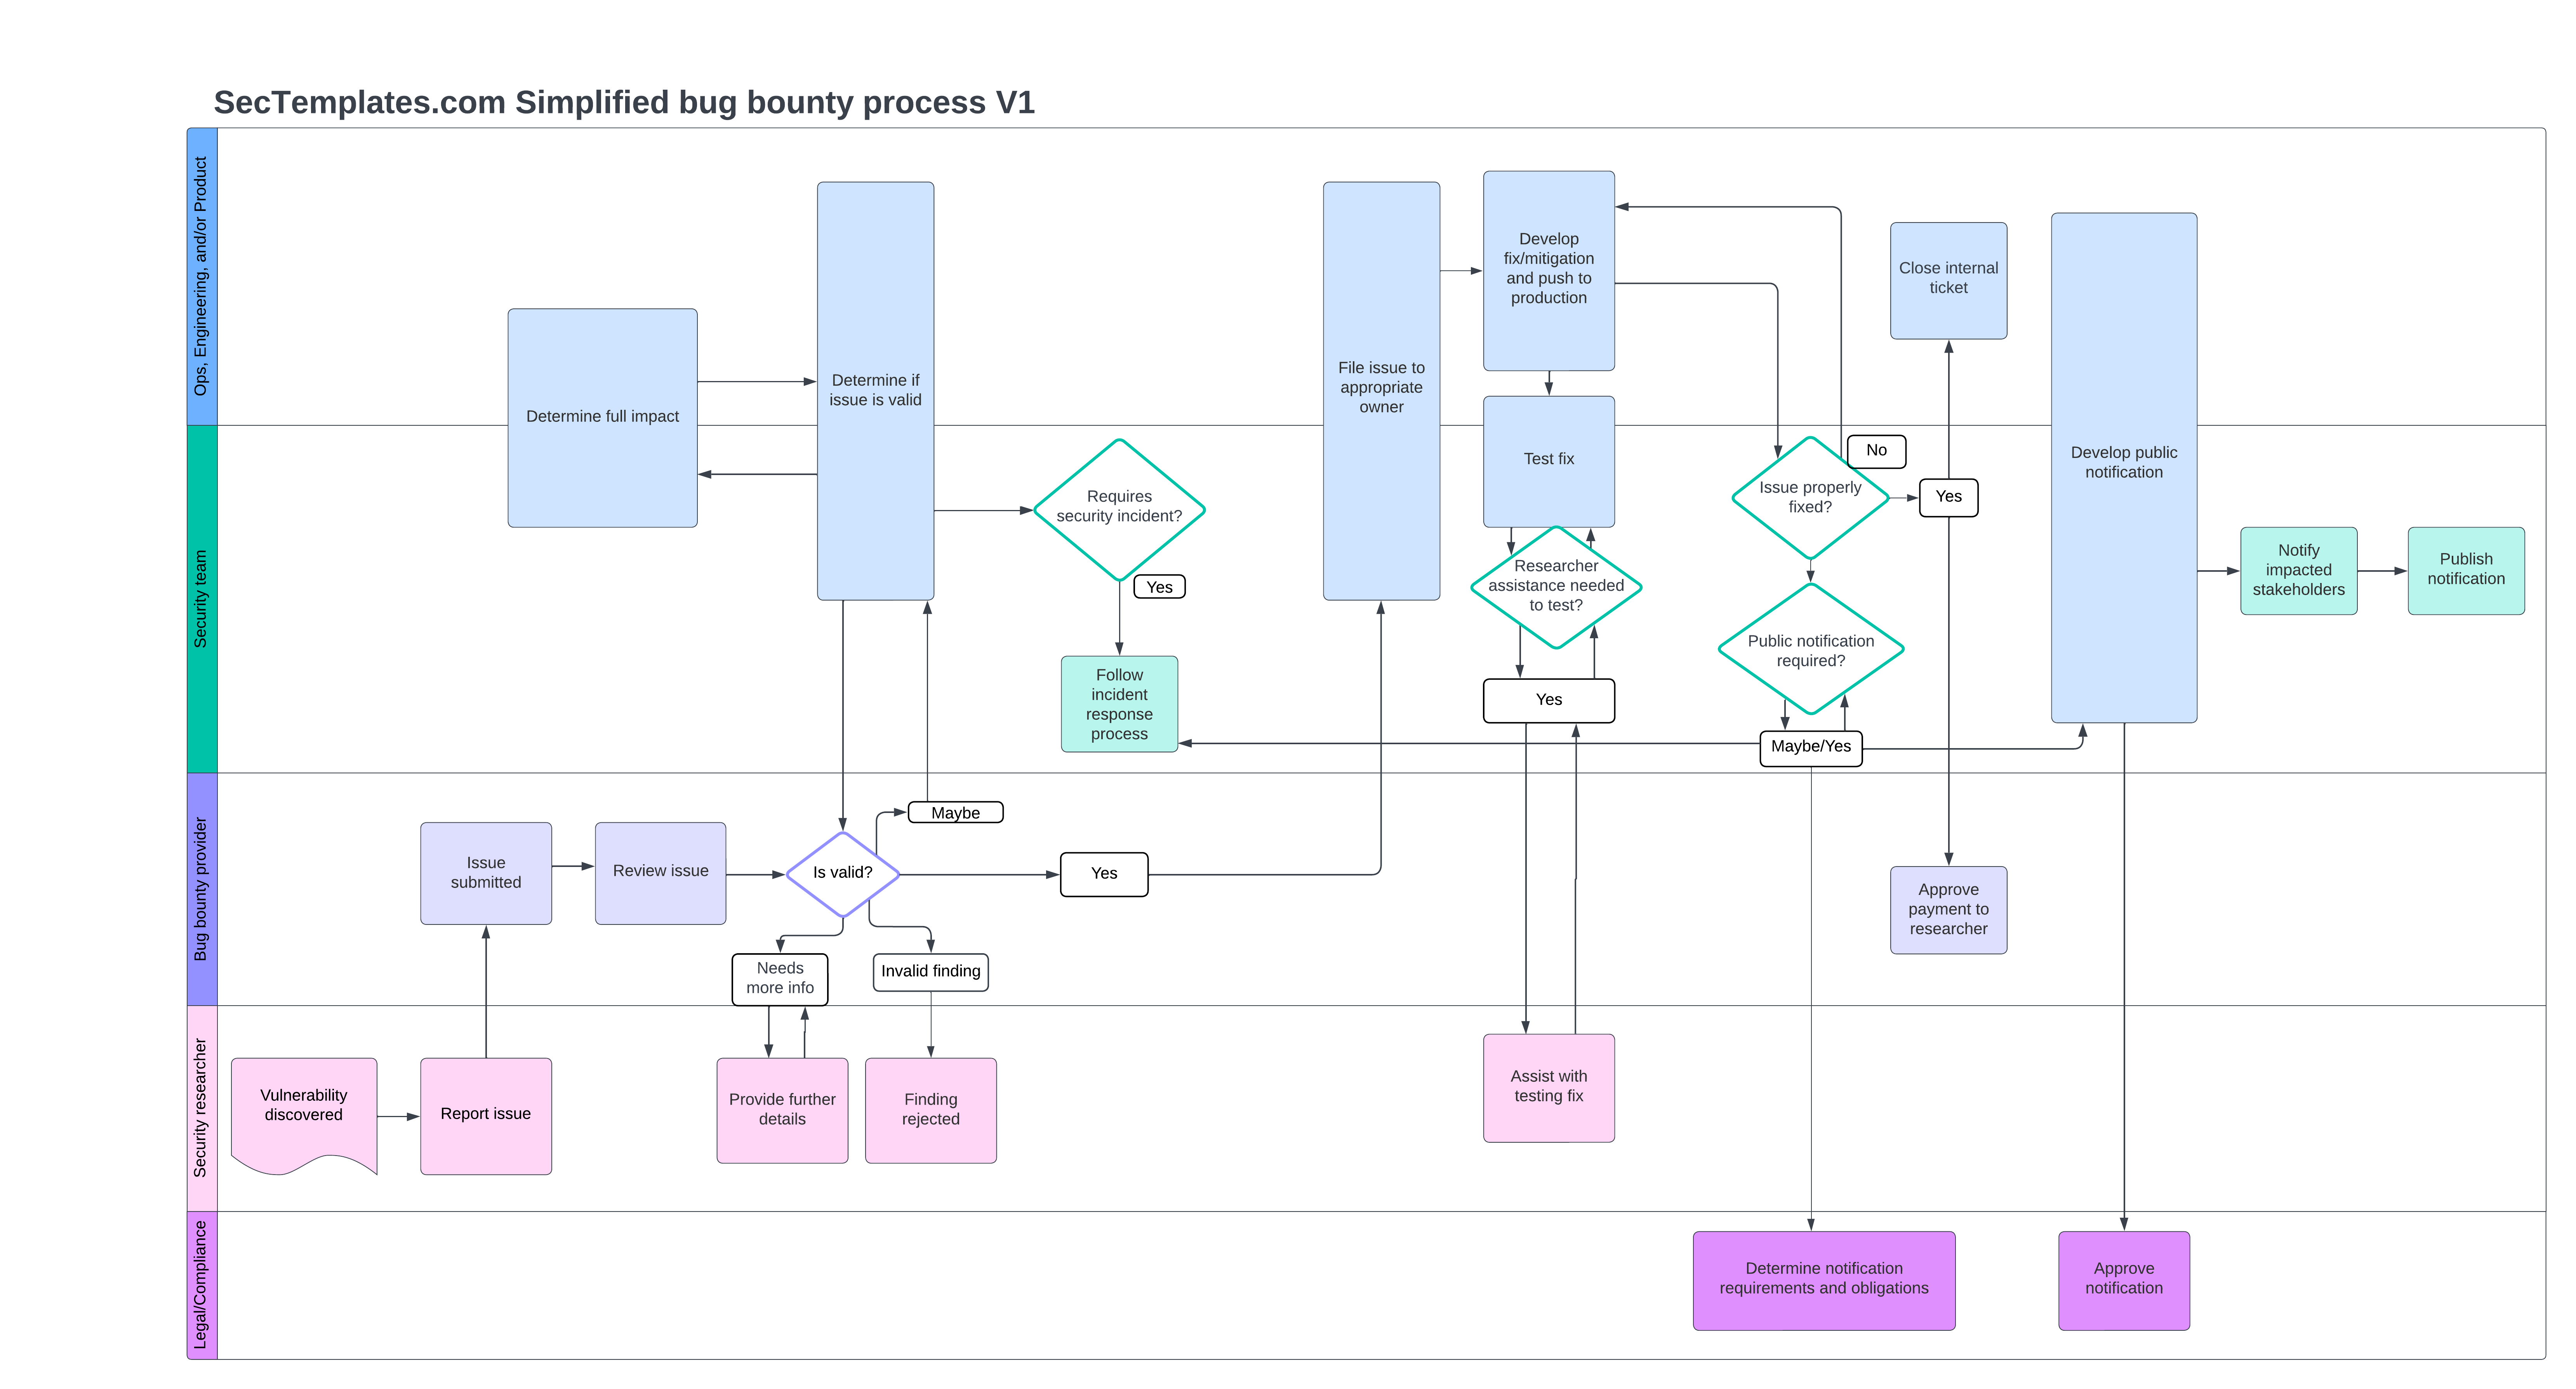 SecTemplates.com Simplified bug bounty process V1
Ops, Engineering, and/or Product
Determine full impact
Determine if
issue is valid
File issue to
appropriate
owner
Develop
fix/mitigation
and push to
production
Close internal
ticket
Security team
Requires
security incident?
Yes
Follow
incident
response
process
Test fix
Researcher
assistance needed
to test?
Yes
Issue properly
fixed?
No
Yes
Public notification
required?
Maybe/Yes
Develop public
notification
Notify
impacted
stakeholders
Publish
notification
Bug bounty provider
Issue
submitted
Review issue
Is valid?
Maybe
Yes
Needs
more info
Invalid finding
Approve
payment to
researcher
Security researcher
Vulnerability
discovered
Report issue
Provide further
details
Finding
rejected
Assist with
testing fix
Legal/Compliance
Determine notification
requirements and obligations
Approve
notification